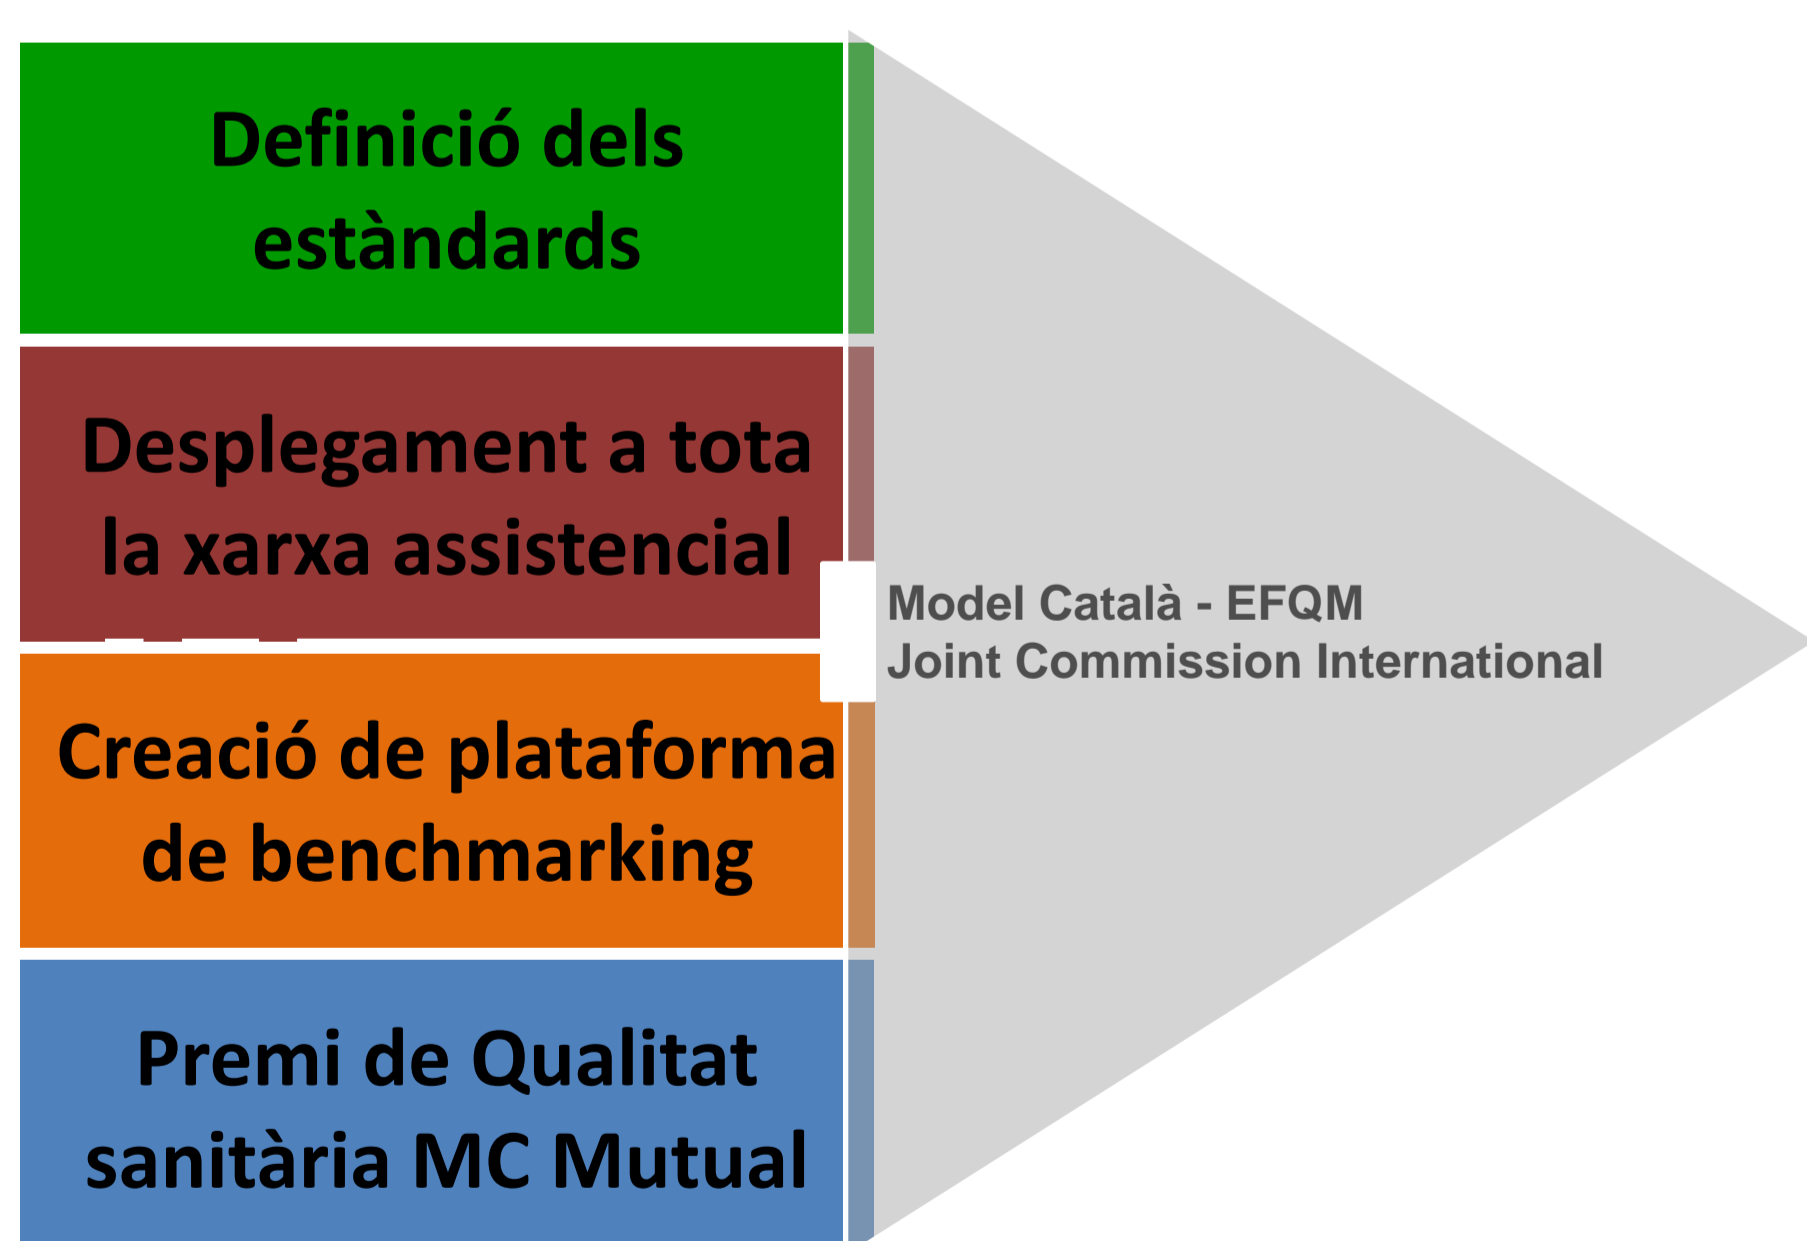 Definició dels
estàndards
Desplegament a tota
la xarxa assistencial
Model Català - EFQM
Joint Commission International
Creació de plataforma
de benchmarking
Premi de Qualitat
sanitària MC Mutual